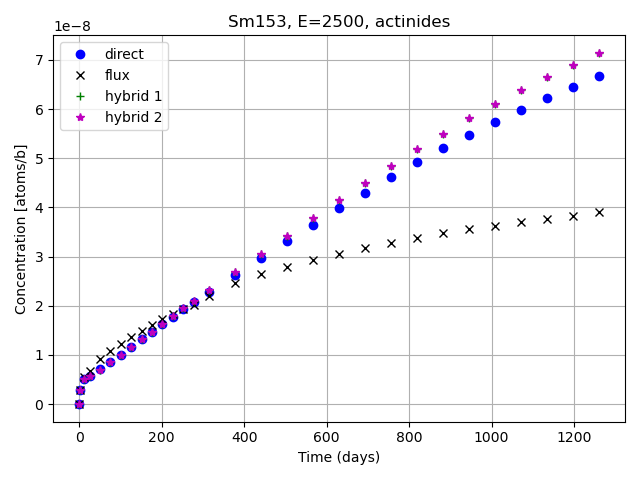 Sm153, E=2500, actinides
1e−8
direct
flux
hybrid 1
hybrid 2
7
6
5
4
3
2
1
0
Concentration [atoms/b]
0 200 400 600 800 1000 1200
Time (days)